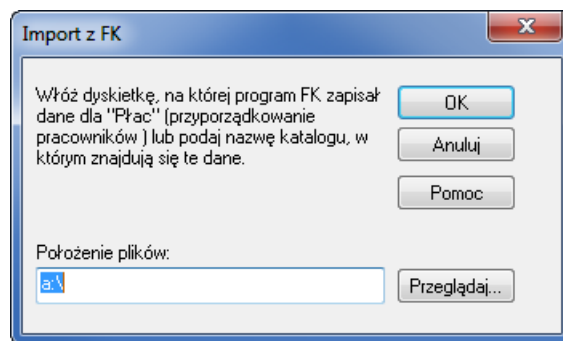 Import z FK
Włóż dyskietkę, na której program FK zapisał
dane dla "Płac" (przyporządkowanie
pracowników ) lub podaj nazwę katalogu, w
którym znajdują się te dane.
OK
Anuluj
Pomoc
Położenie plików:
a:\
Przeglądaj...